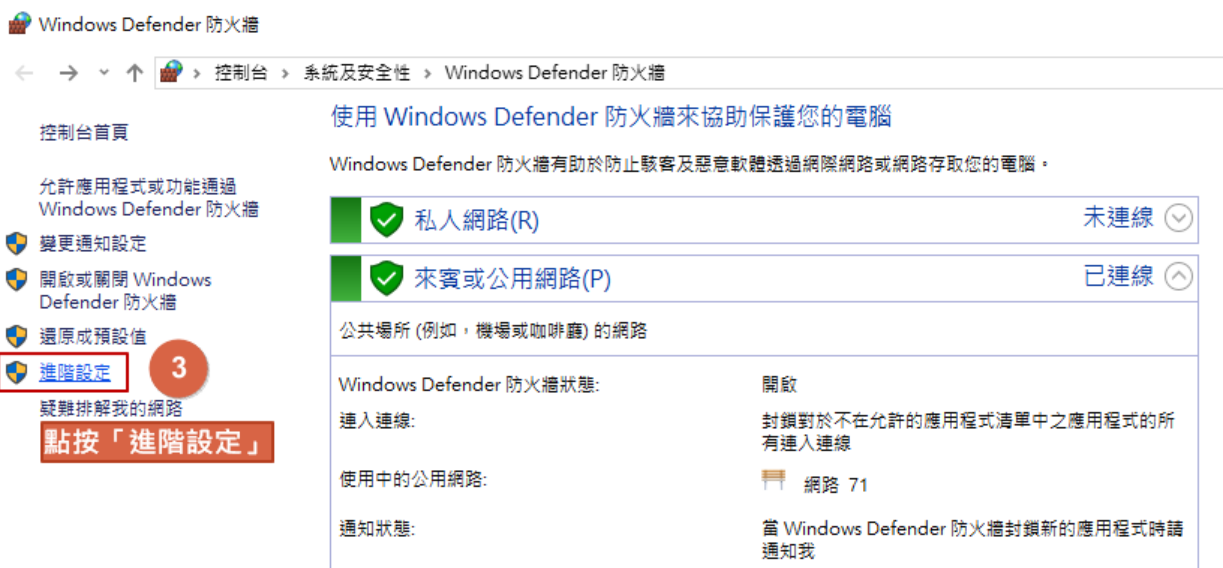 Windows Defender 防火牆
控制台 › 系統及安全性 › Windows Defender 防火牆
控制台首頁
允許應用程式或功能通過
Windows Defender 防火牆
變更通知設定
開啟或關閉 Windows
Defender 防火牆
還原成預設值
進階設定
3
疑難排解我的網路
點按「進階設定」
使用 Windows Defender 防火牆來協助保護您的電腦
Windows Defender 防火牆有助於防止駭客及惡意軟體透過網際網路或網路存取您的電腦。
私人網路(R) 未連線
來賓或公用網路(P) 已連線
公共場所 (例如，機場或咖啡廳) 的網路
Windows Defender 防火牆狀態: 開啟
連入連線: 封鎖對於不在允許的應用程式清單中之應用程式的所
有連入連線
使用中的公用網路: 網路 71
通知狀態: 當 Windows Defender 防火牆封鎖新的應用程式時請
通知我